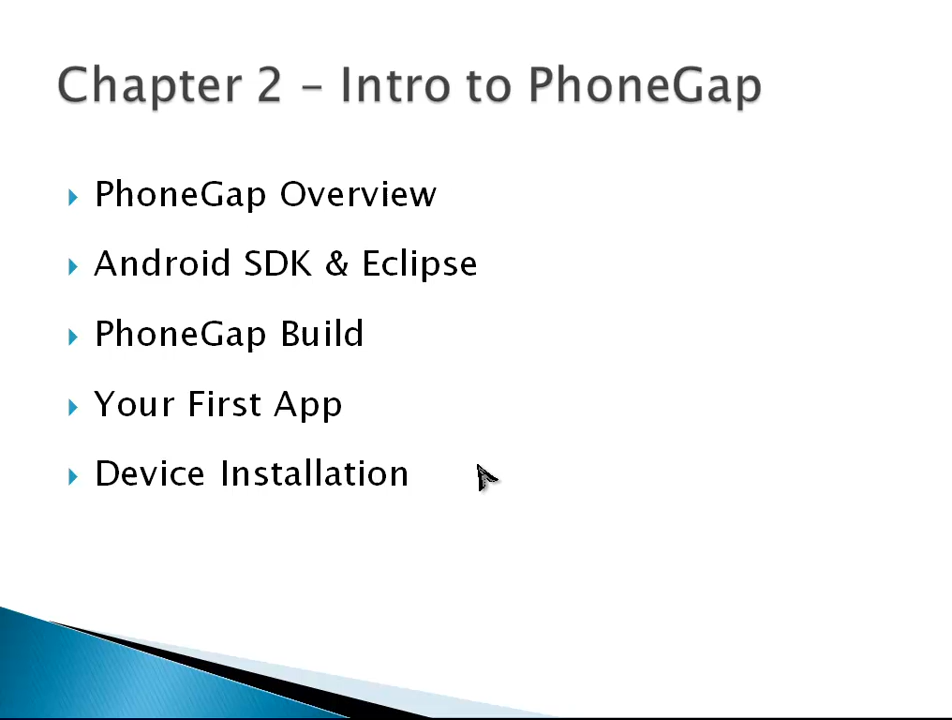 Chapter 2 – Intro to PhoneGap
PhoneGap Overview
Android SDK & Eclipse
PhoneGap Build
Your First App
Device Installation